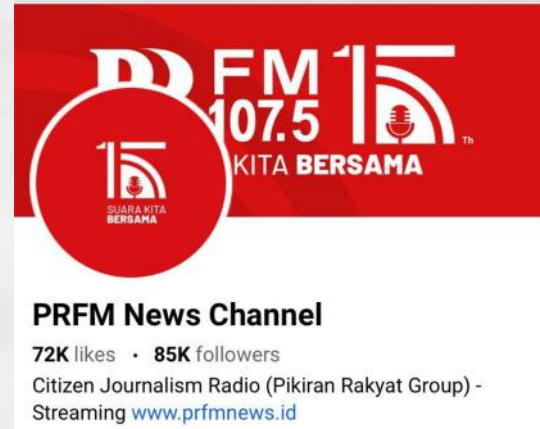 FM 15
107.5 Th
KITA BERSAMA
15
SUARA KITA
BERSAMA
PRFM News Channel
72K likes · 85K followers
Citizen Journalism Radio (Pikiran Rakyat Group) -
Streaming www.prfmnews.id